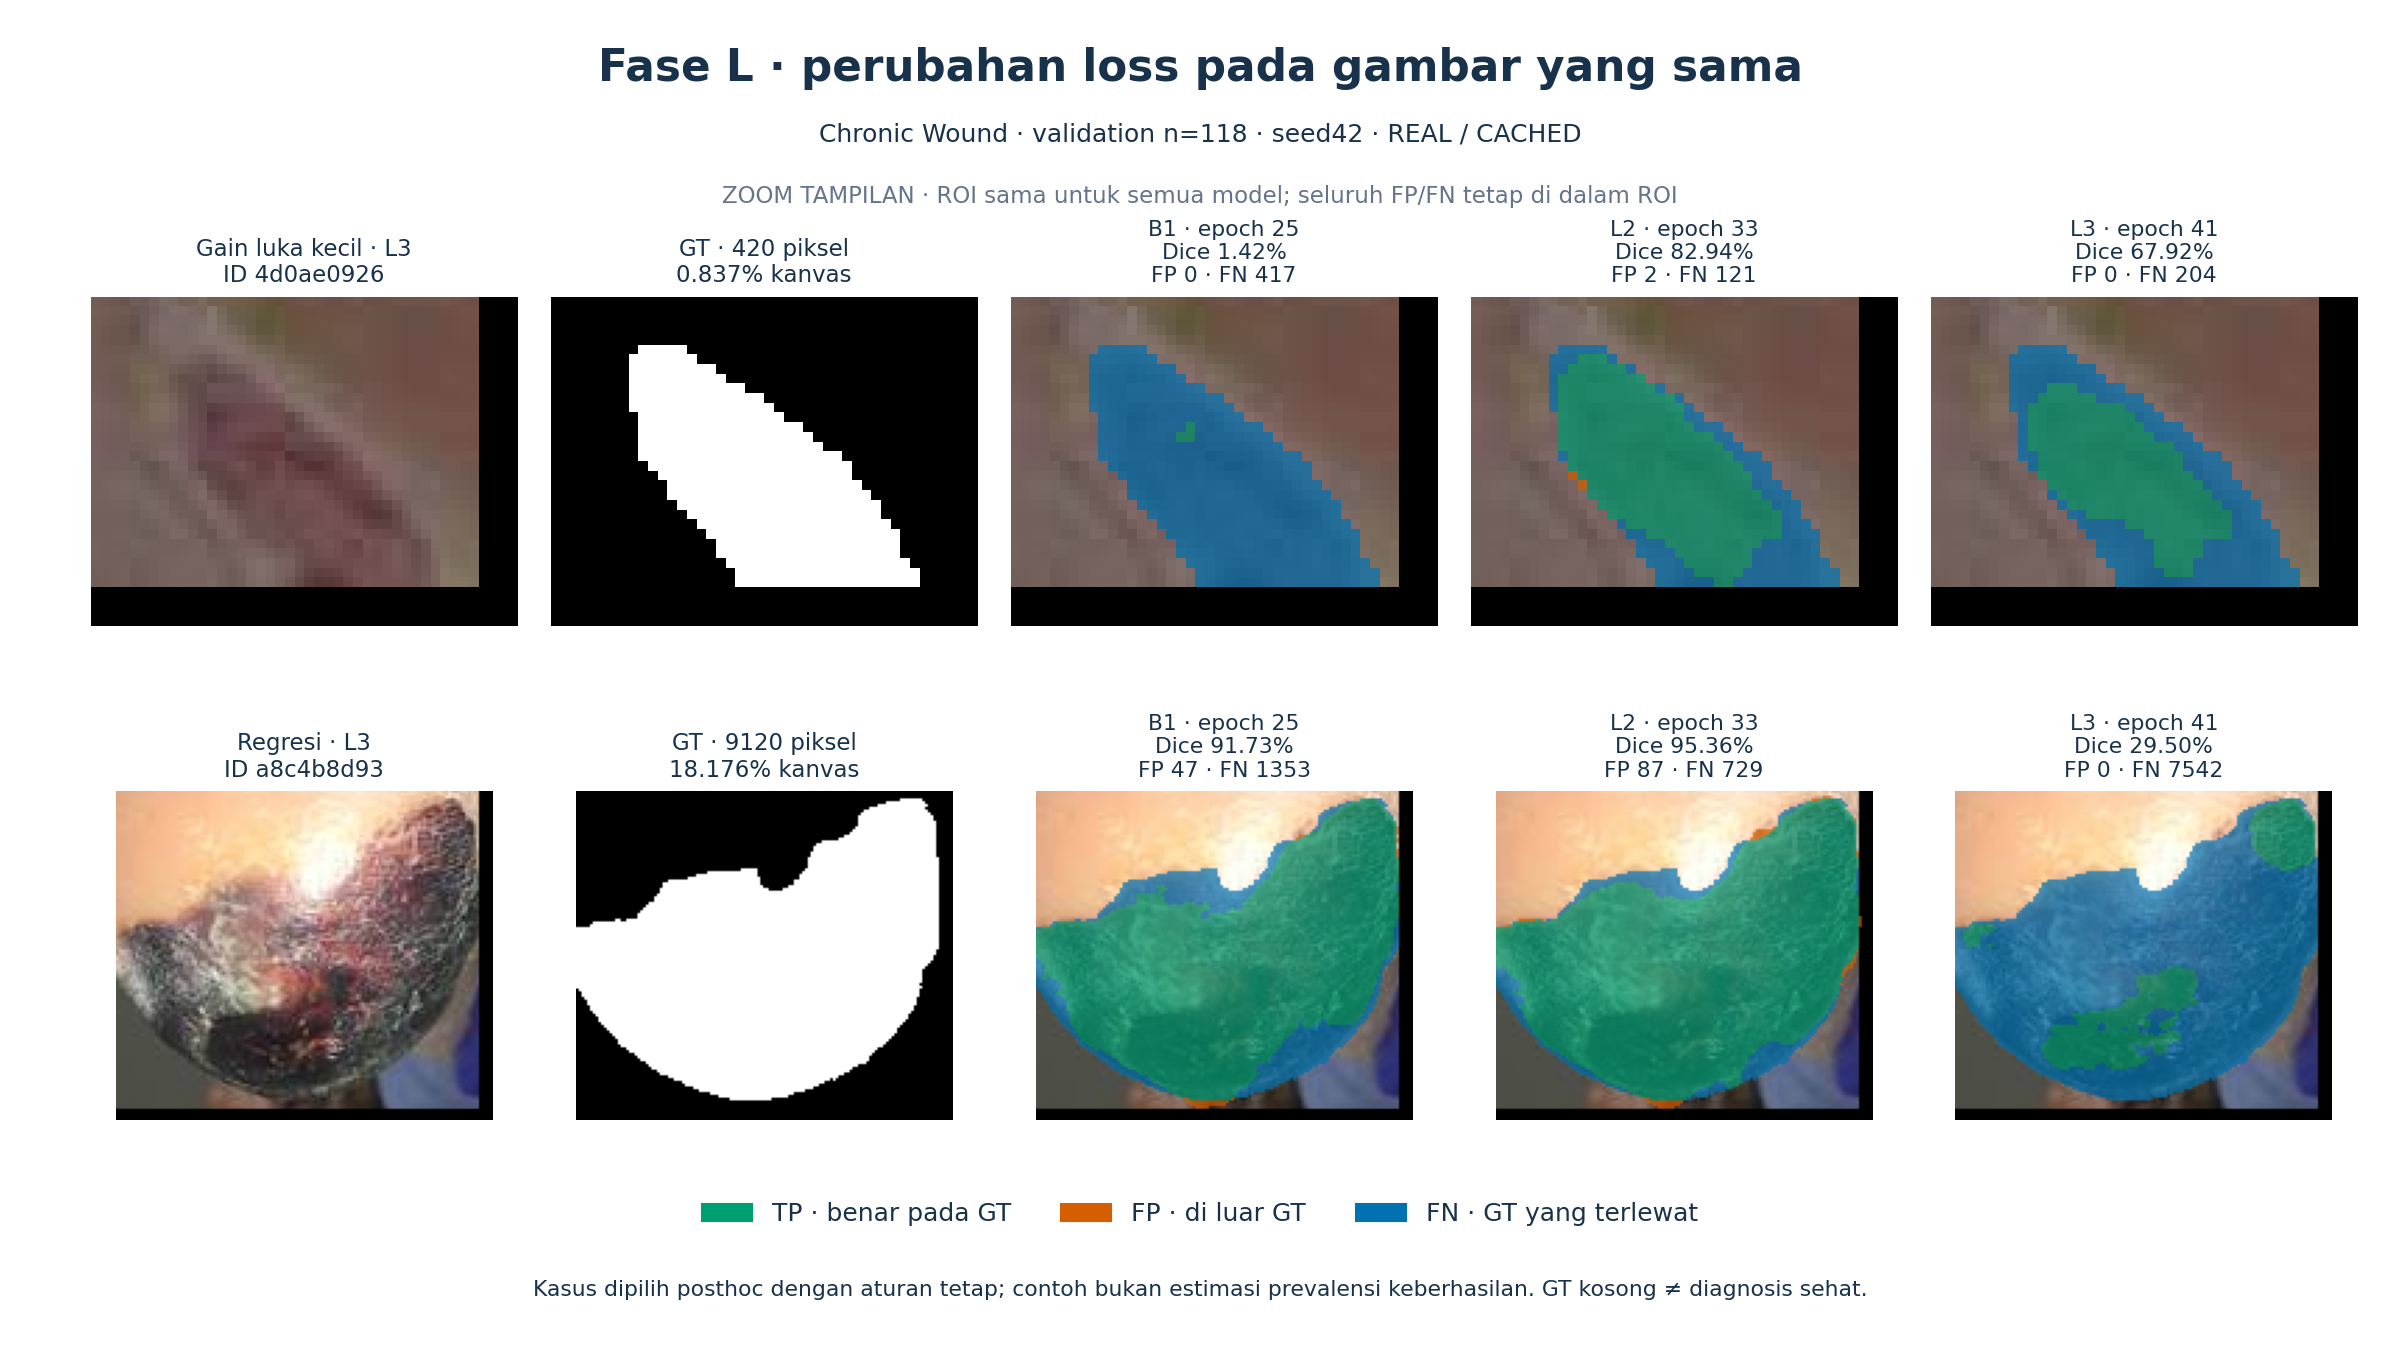 Fase L · perubahan loss pada gambar yang sama
Chronic Wound · validation n=118 · seed42 · REAL / CACHED
ZOOM TAMPILAN · ROI sama untuk semua model; seluruh FP/FN tetap di dalam ROI
Gain luka kecil · L3
ID 4d0ae0926
GT · 420 piksel
0.837% kanvas
B1 · epoch 25
Dice 1.42%
FP 0 · FN 417
L2 · epoch 33
Dice 82.94%
FP 2 · FN 121
L3 · epoch 41
Dice 67.92%
FP 0 · FN 204
Regresi · L3
ID a8c4b8d93
GT · 9120 piksel
18.176% kanvas
B1 · epoch 25
Dice 91.73%
FP 47 · FN 1353
L2 · epoch 33
Dice 95.36%
FP 87 · FN 729
L3 · epoch 41
Dice 29.50%
FP 0 · FN 7542
TP · benar pada GT
FP · di luar GT
FN · GT yang terlewat
Kasus dipilih posthoc dengan aturan tetap; contoh bukan estimasi prevalensi keberhasilan. GT kosong ≠ diagnosis sehat.